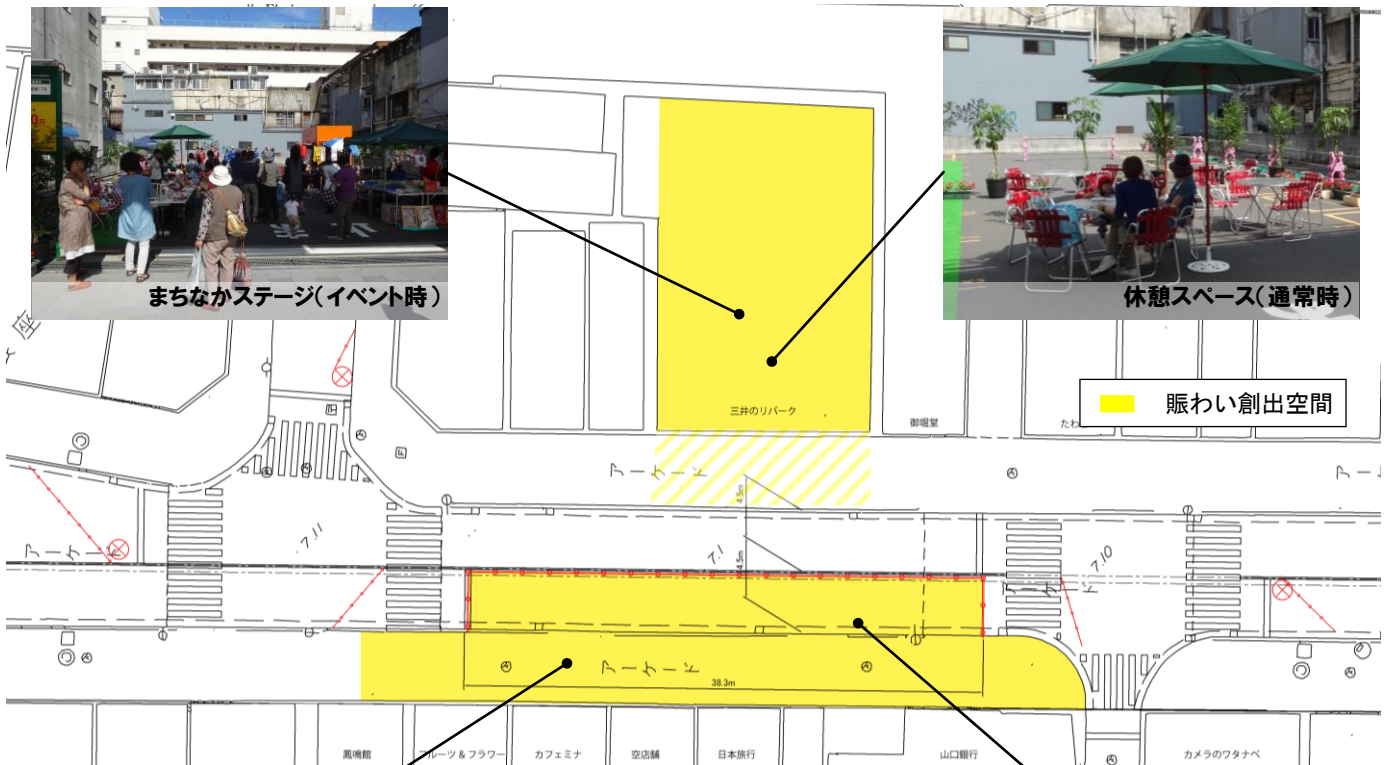 まちなかステージ(イベント時)
休憩スペース(通常時)
座
三井のリパーク
御堀堂
たわ
賑わい創出空間
アーケード
アーケ
4.5m
7.11
7.1
4.5m
7.10
アーケード
アーケード
38.3m
鳳鳴館
フルーツ&フラワー
カフェミナ
空店舗
日本旅行
山口銀行
カメラのワタナベ